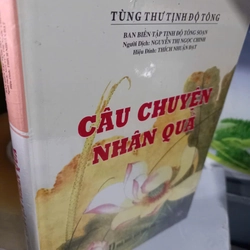 TÙNG THƯ TỊNH ĐỘ TÔNG
BAN BIÊN TẬP TỊNH ĐỘ TÔNG SOẠN
Người Dịch: NGUYỄN THỊ NGỌC CHINH
Hiệu Đính: THÍCH NHUẬN ĐẠT
CÂU CHUYỆN
NHÂN QUẢ